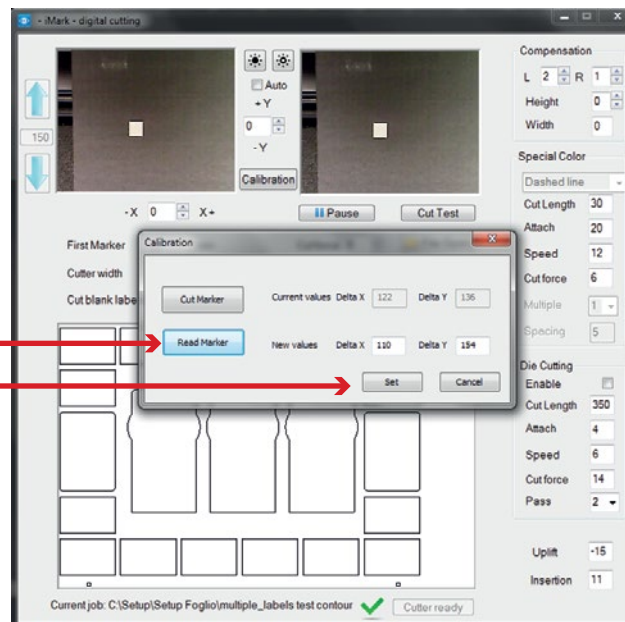 - iMark - digital cutting
Auto
+ Y
0
- Y
Calibration
150
-X 0 X+
Pause
Cut Test
First Marker
Cutter width
Cut blank labe
Calibration
Cut Marker
Current values Delta X 122 Delta Y 136
Read Marker
New values Delta X 110 Delta Y 154
Set
Cancel
Compensation
L 2 R 1
Height 0
Width 0
Special Color
Dashed line
Cut Length 30
Attach 20
Speed 12
Cut force 6
Multiple 1
Spacing 5
Die Cutting
Enable
Cut Length 350
Attach 4
Speed 6
Cut force 14
Pass 2
Uplift -15
Insertion 11
Current job: C:\Setup\Setup Foglio\multiple_labels test contour
Cutter ready